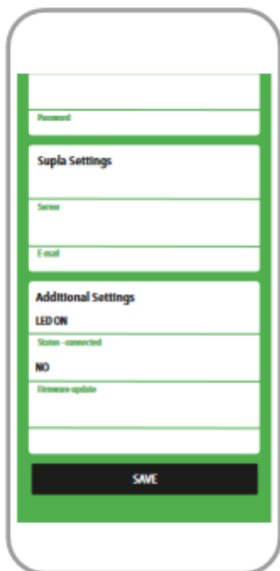 Password
Supla Settings
Server
E-mail
Additional Settings
LED ON
Status - connected
NO
Firmware update
SAVE